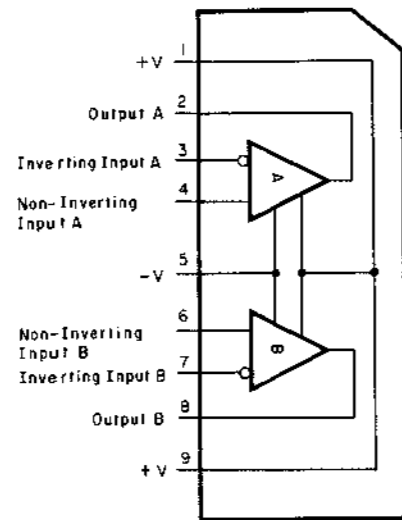 1
+V
2
Output A
3
Inverting Input A
4
Non-Inverting
Input A
A
5
-V
6
Non-Inverting
Input B
B
7
Inverting Input B
8
Output B
9
+V